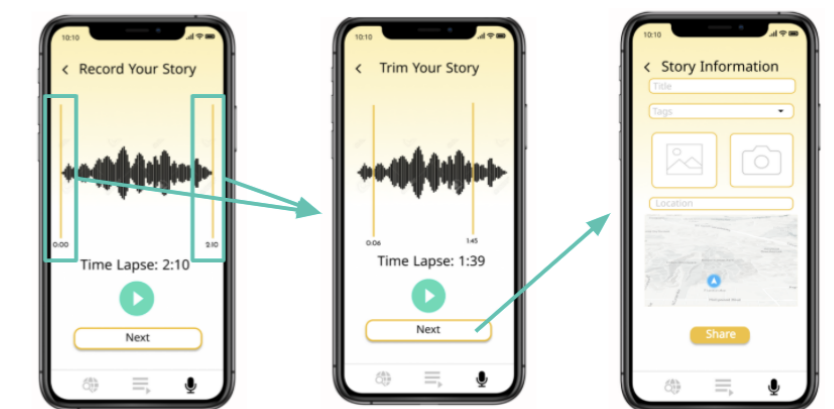 10:10
< Record Your Story
0:00
2:10
Time Lapse: 2:10
Next
10:10
< Trim Your Story
0:06
1:45
Time Lapse: 1:39
Next
10:10
< Story Information
Title
Tags
Location
Share